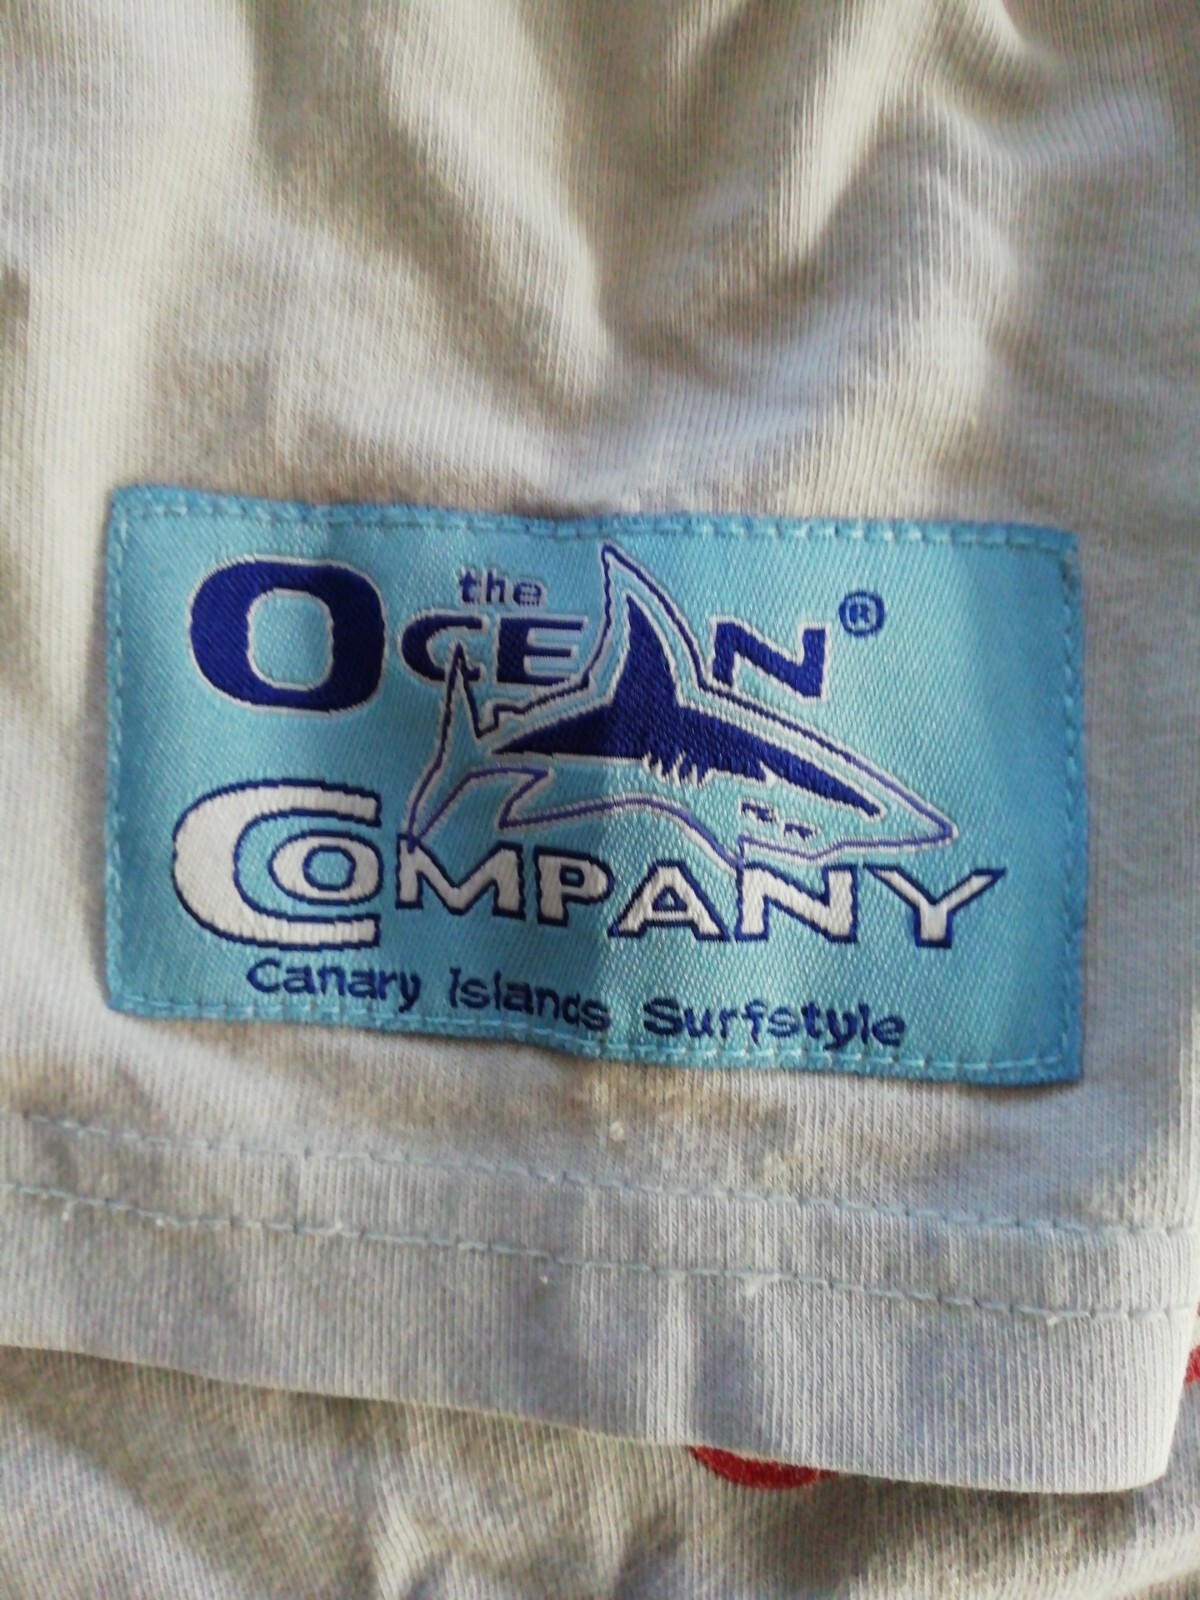 the
OCEAN®
COMPANY
Canary Islands Surfstyle